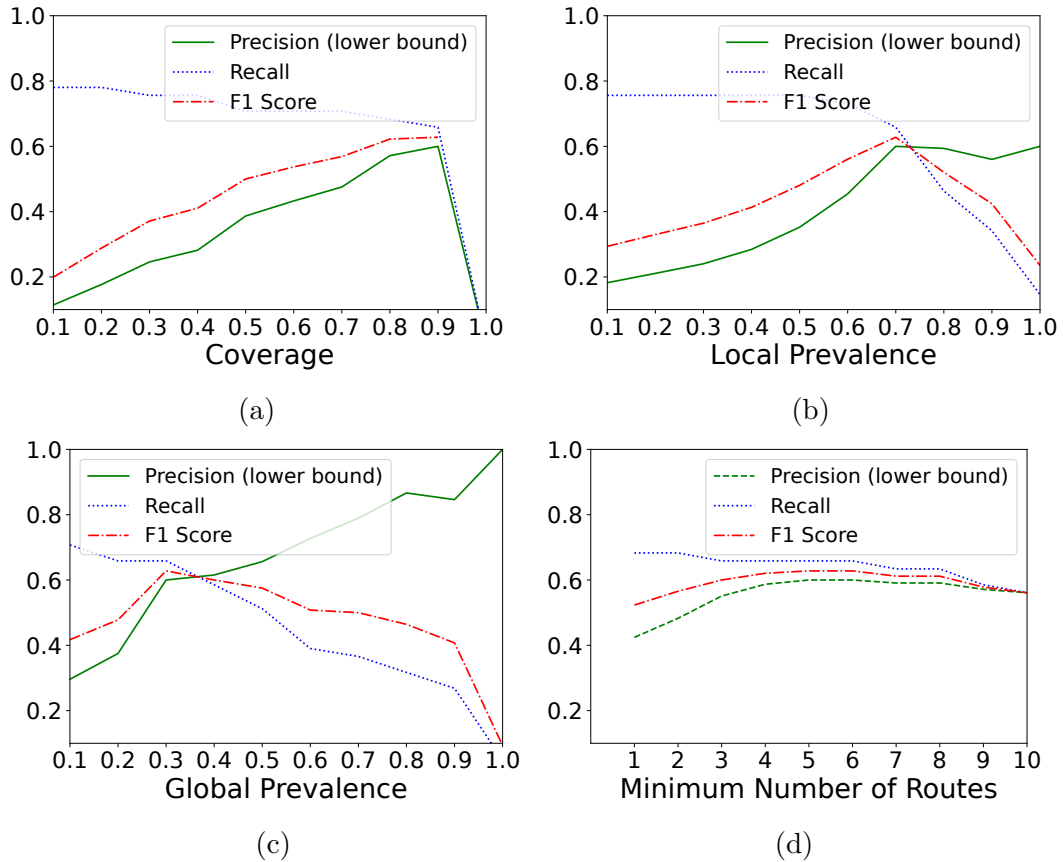 1.0
0.8
0.6
0.4
0.2
Precision (lower bound)
Recall
F1 Score
0.1 0.2 0.3 0.4 0.5 0.6 0.7 0.8 0.9 1.0
Coverage
(a)
1.0
0.8
0.6
0.4
0.2
Precision (lower bound)
Recall
F1 Score
0.1 0.2 0.3 0.4 0.5 0.6 0.7 0.8 0.9 1.0
Local Prevalence
(b)
1.0
0.8
0.6
0.4
0.2
Precision (lower bound)
Recall
F1 Score
0.1 0.2 0.3 0.4 0.5 0.6 0.7 0.8 0.9 1.0
Global Prevalence
(c)
1.0
0.8
0.6
0.4
0.2
Precision (lower bound)
Recall
F1 Score
1 2 3 4 5 6 7 8 9 10
Minimum Number of Routes
(d)